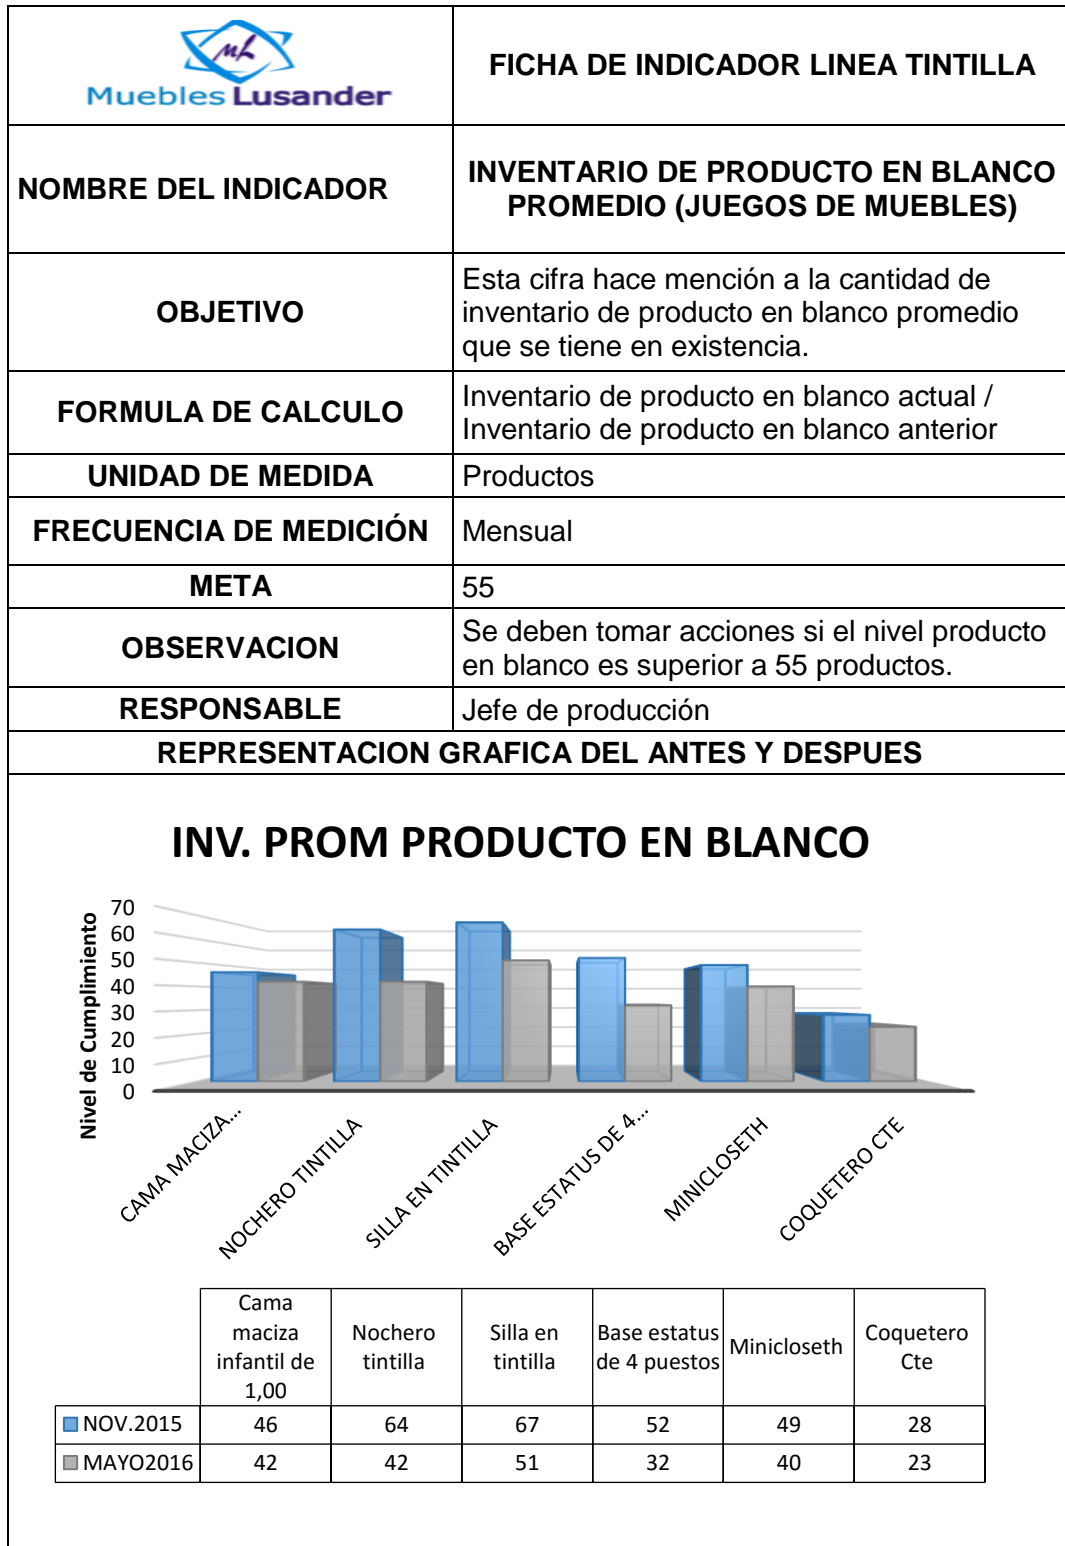 Muebles Lusander
FICHA DE INDICADOR LINEA TINTILLA
NOMBRE DEL INDICADOR
INVENTARIO DE PRODUCTO EN BLANCO
PROMEDIO (JUEGOS DE MUEBLES)
OBJETIVO
Esta cifra hace mención a la cantidad de
inventario de producto en blanco promedio
que se tiene en existencia.
FORMULA DE CALCULO
Inventario de producto en blanco actual /
Inventario de producto en blanco anterior
UNIDAD DE MEDIDA
Productos
FRECUENCIA DE MEDICIÓN
Mensual
META
55
OBSERVACION
Se deben tomar acciones si el nivel producto
en blanco es superior a 55 productos.
RESPONSABLE
Jefe de producción
REPRESENTACION GRAFICA DEL ANTES Y DESPUES
INV. PROM PRODUCTO EN BLANCO
Nivel de Cumplimiento
70
60
50
40
30
20
10
0
CAMA MACIZA...
NOCHERO TINTILLA
SILLA EN TINTILLA
BASE ESTATUS DE 4...
MINICLOSETH
COQUETERO CTE
Cama
maciza
infantil de
1,00
Nochero
tintilla
Silla en
tintilla
Base estatus
de 4 puestos
Minicloseth
Coquetero
Cte
NOV.2015 46 64 67 52 49 28
MAYO2016 42 42 51 32 40 23